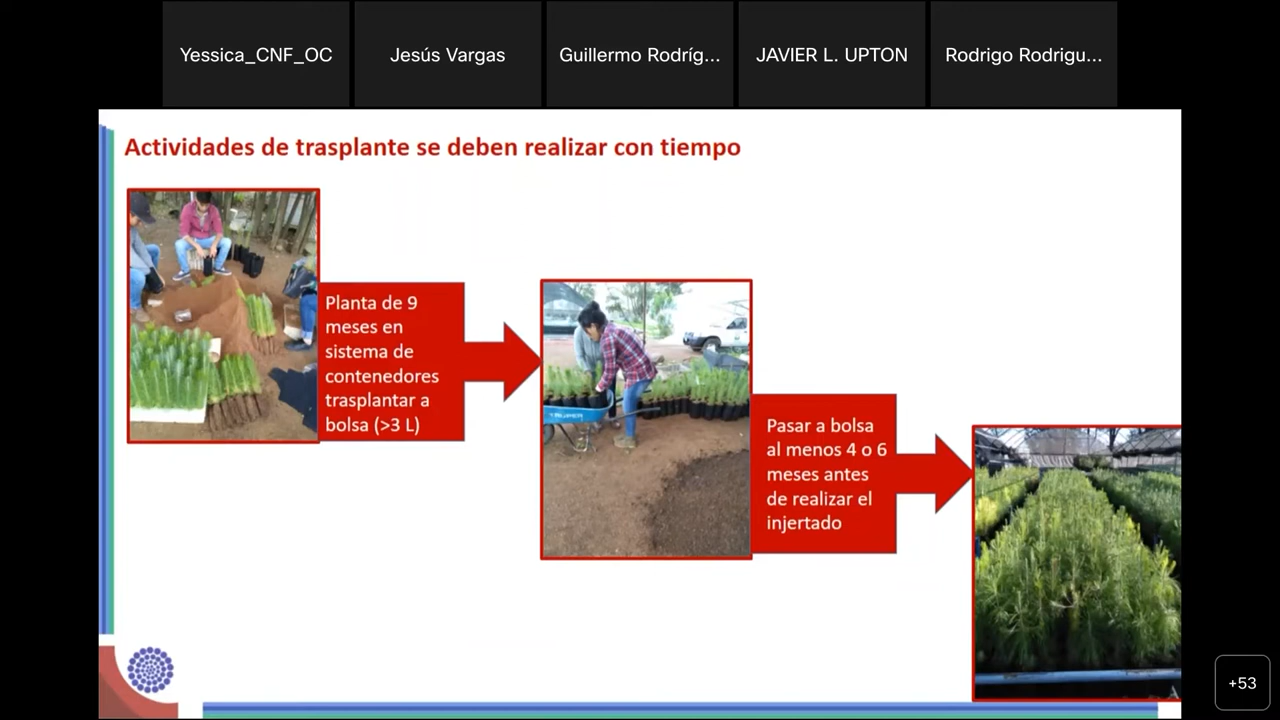 Yessica_CNF_OC
Jesús Vargas
Guillermo Rodríg...
JAVIER L. UPTON
Rodrigo Rodrigu...
Actividades de trasplante se deben realizar con tiempo
Planta de 9
meses en
sistema de
contenedores
trasplantar a
bolsa (>3 L)
TRUPER
Pasar a bolsa
al menos 4 o 6
meses antes
de realizar el
injertado
+53